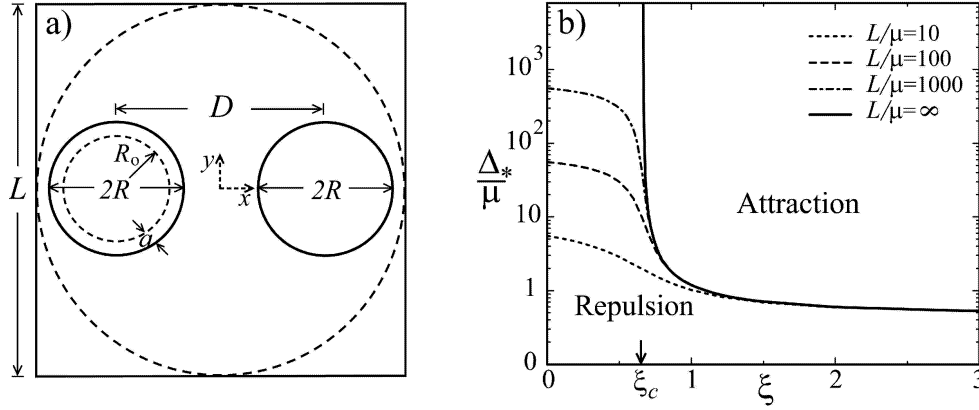 a)
D
L
R₀
2R
a
y
x
2R
b)
L/μ=10
L/μ=100
L/μ=1000
L/μ=∞
10³
10²
10
1
0
Δ*/μ
Attraction
Repulsion
0
ξc
1
ξ
2
3